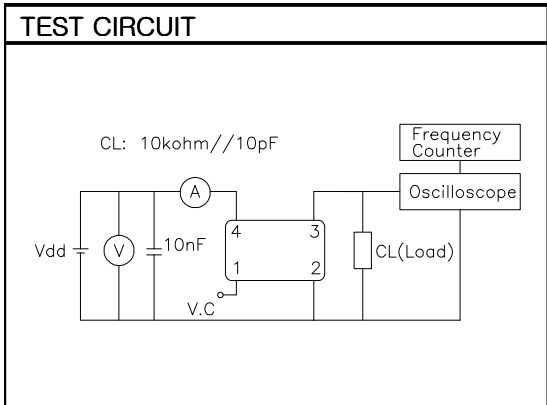 TEST CIRCUIT
CL: 10kohm//10pF
Frequency
Counter
Oscilloscope
A
4
3
Vdd
V
10nF
CL(Load)
1
2
V.C